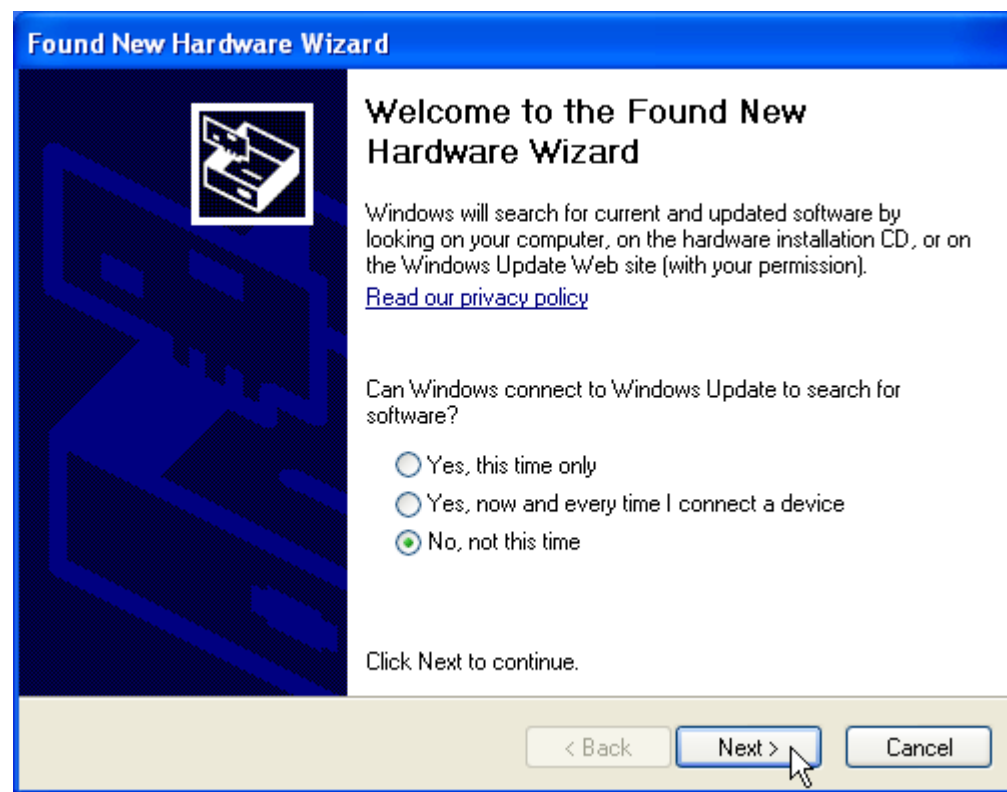 Found New Hardware Wizard
Welcome to the Found New
Hardware Wizard
Windows will search for current and updated software by
looking on your computer, on the hardware installation CD, or on
the Windows Update Web site (with your permission).
Read our privacy policy
Can Windows connect to Windows Update to search for
software?
Yes, this time only
Yes, now and every time I connect a device
No, not this time
Click Next to continue.
< Back Next > Cancel